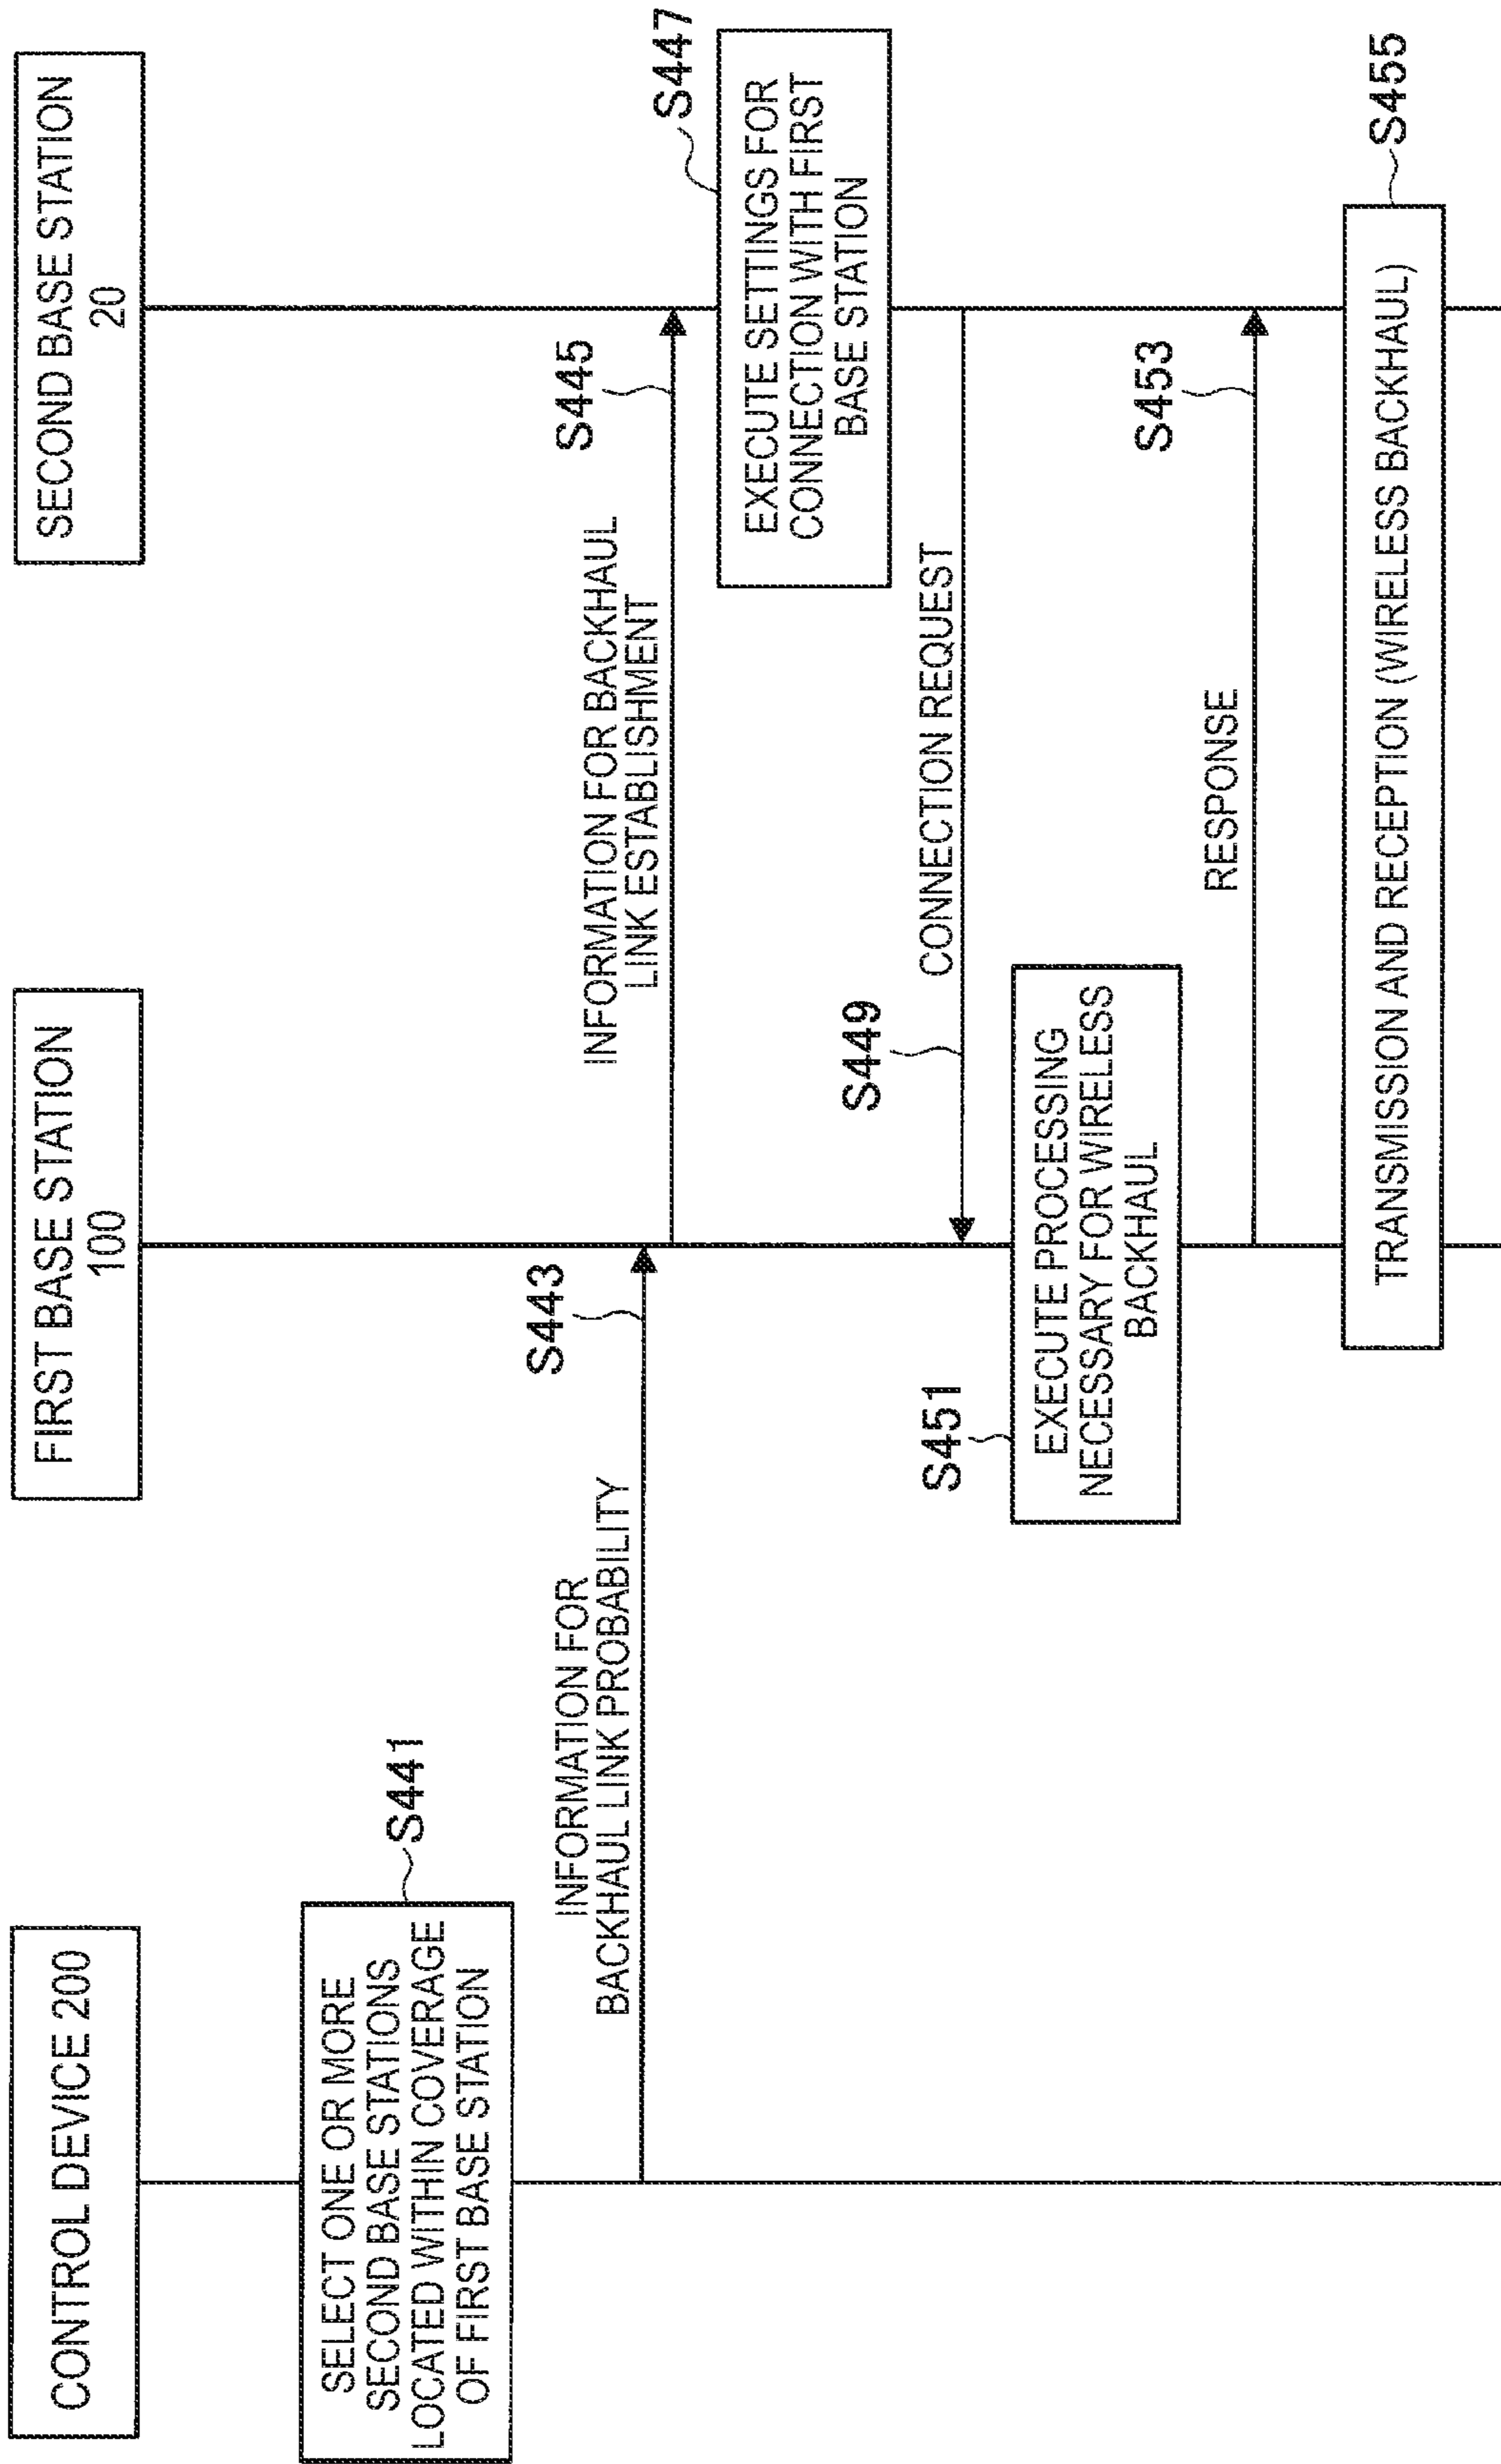 CONTROL DEVICE 200
FIRST BASE STATION
100
SECOND BASE STATION
20
SELECT ONE OR MORE
SECOND BASE STATIONS
LOCATED WITHIN COVERAGE
OF FIRST BASE STATION
S441
INFORMATION FOR
BACKHAUL LINK PROBABILITY
S443
INFORMATION FOR BACKHAUL
LINK ESTABLISHMENT
S445
EXECUTE SETTINGS FOR
CONNECTION WITH FIRST
BASE STATION
S447
S449
CONNECTION REQUEST
S451
EXECUTE PROCESSING
NECESSARY FOR WIRELESS
BACKHAUL
RESPONSE
S453
TRANSMISSION AND RECEPTION (WIRELESS BACKHAUL)
S455